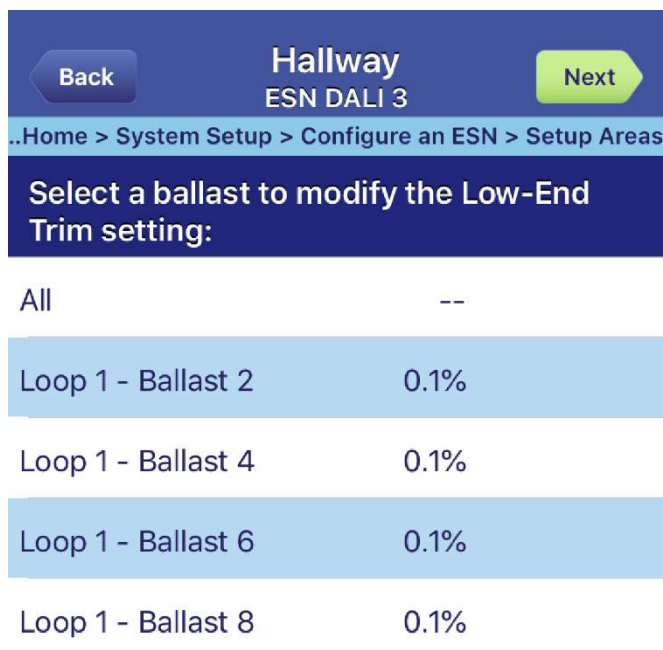 Back
Hallway
Next
ESN DALI 3
..Home > System Setup > Configure an ESN > Setup Areas
Select a ballast to modify the Low-End
Trim setting:
All --
Loop 1 - Ballast 2 0.1%
Loop 1 - Ballast 4 0.1%
Loop 1 - Ballast 6 0.1%
Loop 1 - Ballast 8 0.1%